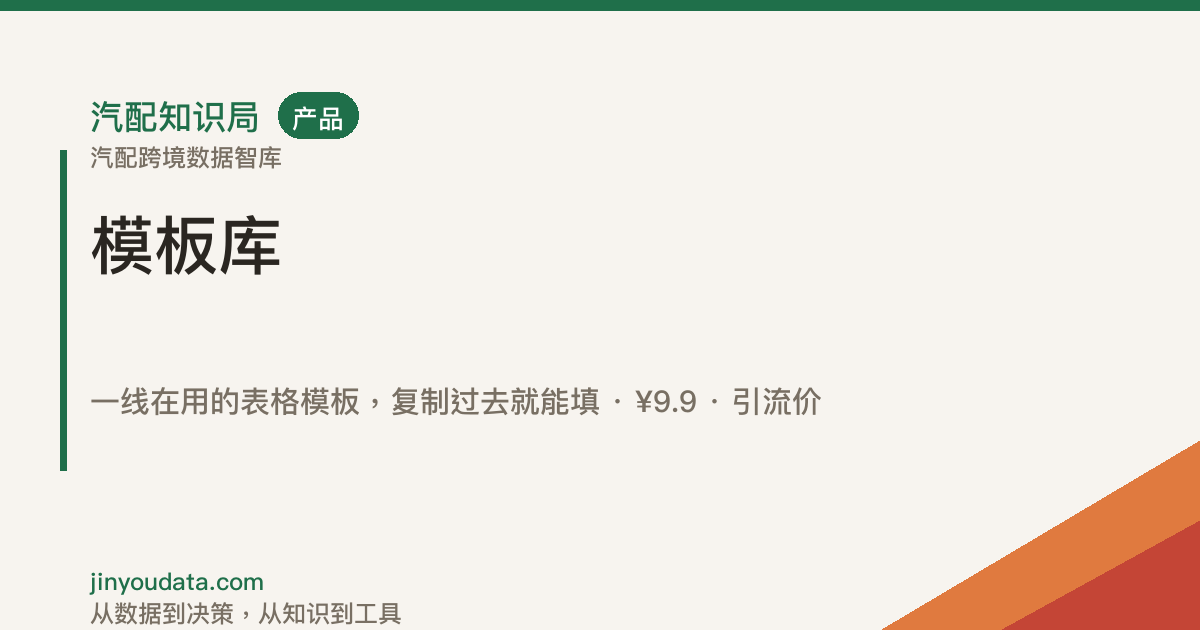 汽配知识局 产品
汽配跨境数据智库
模板库
一线在用的表格模板，复制过去就能填 · ¥9.9 · 引流价
jinyoudata.com
从数据到决策，从知识到工具